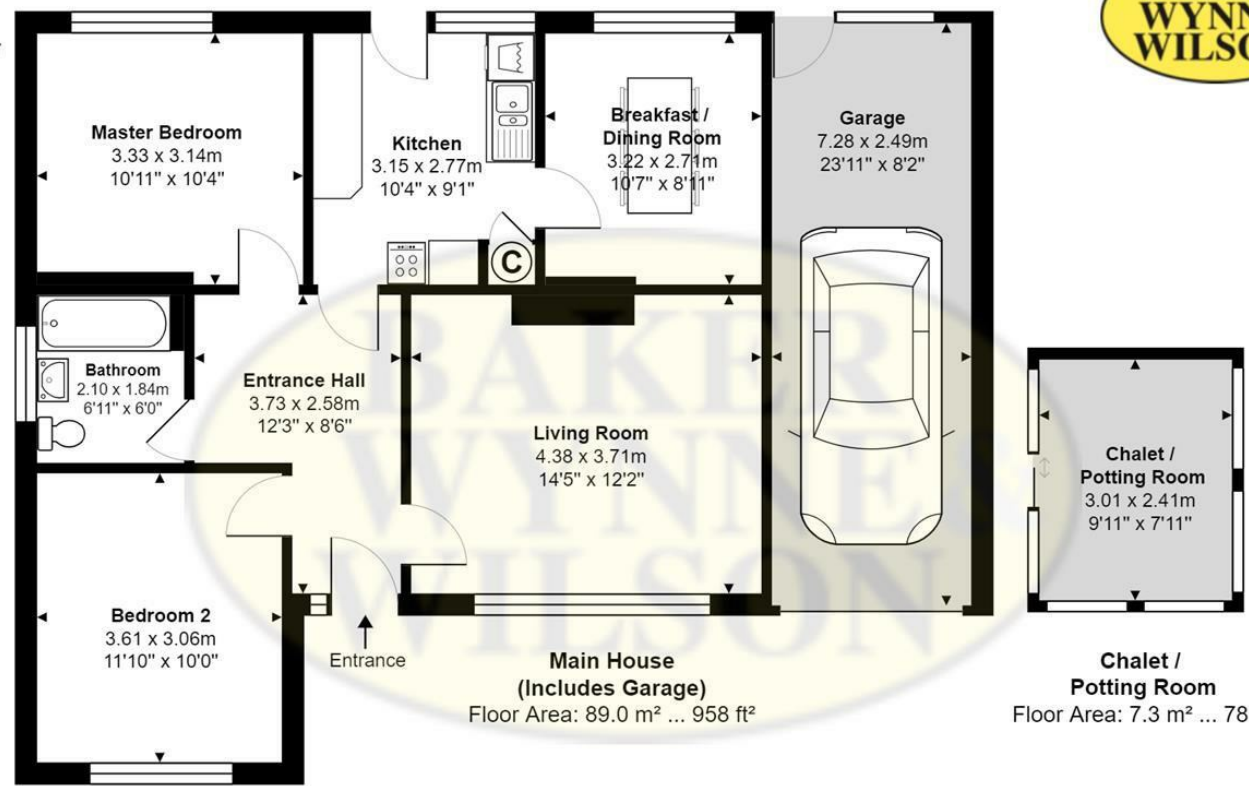 WYNN
WILSO
Master Bedroom
3.33 x 3.14m
10'11" x 10'4"
Kitchen
3.15 x 2.77m
10'4" x 9'1"
Breakfast /
Dining Room
3.22 x 2.71m
10'7" x 8'11"
Garage
7.28 x 2.49m
23'11" x 8'2"
C
Bathroom
2.10 x 1.84m
6'11" x 6'0"
Entrance Hall
3.73 x 2.58m
12'3" x 8'6"
Living Room
4.38 x 3.71m
14'5" x 12'2"
Chalet /
Potting Room
3.01 x 2.41m
9'11" x 7'11"
Bedroom 2
3.61 x 3.06m
11'10" x 10'0"
Entrance
Main House
(Includes Garage)
Floor Area: 89.0 m² ... 958 ft²
Chalet /
Potting Room
Floor Area: 7.3 m² ... 78
BAKER
WYNNE &
WILSON